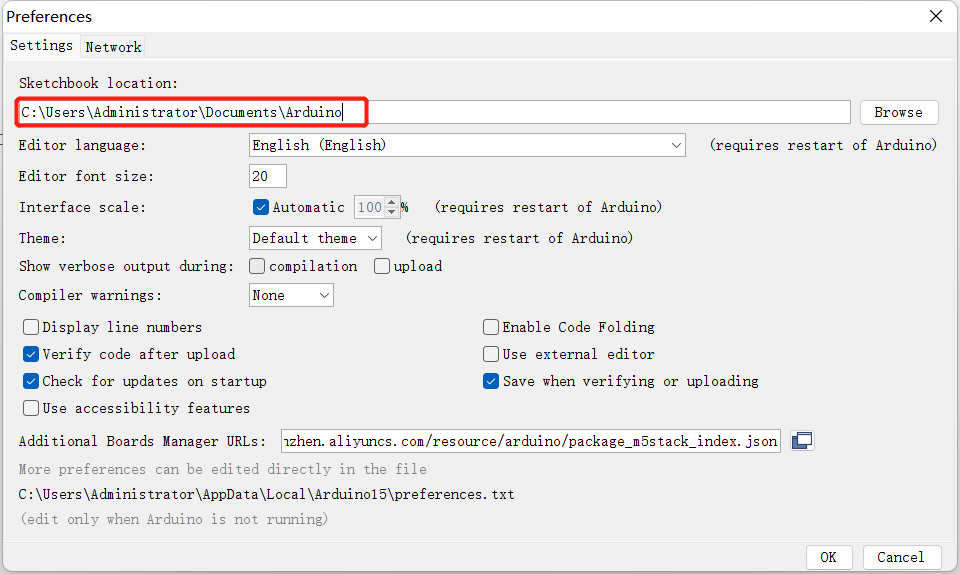 Preferences
Settings Network
Sketchbook location:
C:\Users\Administrator\Documents\Arduino Browse
Editor language: English (English) (requires restart of Arduino)
Editor font size: 20
Interface scale: Automatic 100 % (requires restart of Arduino)
Theme: Default theme (requires restart of Arduino)
Show verbose output during: compilation upload
Compiler warnings: None
Display line numbers Enable Code Folding
Verify code after upload Use external editor
Check for updates on startup Save when verifying or uploading
Use accessibility features
Additional Boards Manager URLs: nzhen.aliyuncs.com/resource/arduino/package_m5stack_index.json
More preferences can be edited directly in the file
C:\Users\Administrator\AppData\Local\Arduino15\preferences.txt
(edit only when Arduino is not running)
OK Cancel